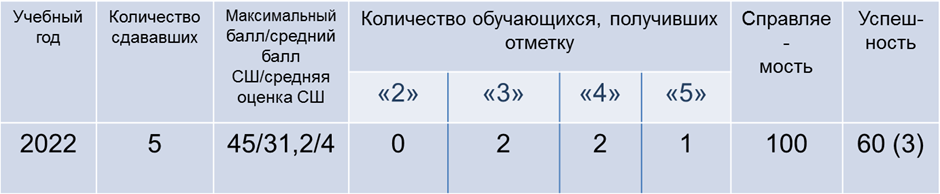 Учебный
год
Количество
сдававших
Максимальный
балл/средний
балл
СШ/средняя
оценка СШ
Количество обучающихся, получивших
отметку
Справляе
-
мость
Успеш-
ность
«2» «3» «4» «5»
2022 5 45/31,2/4 0 2 2 1 100 60 (3)